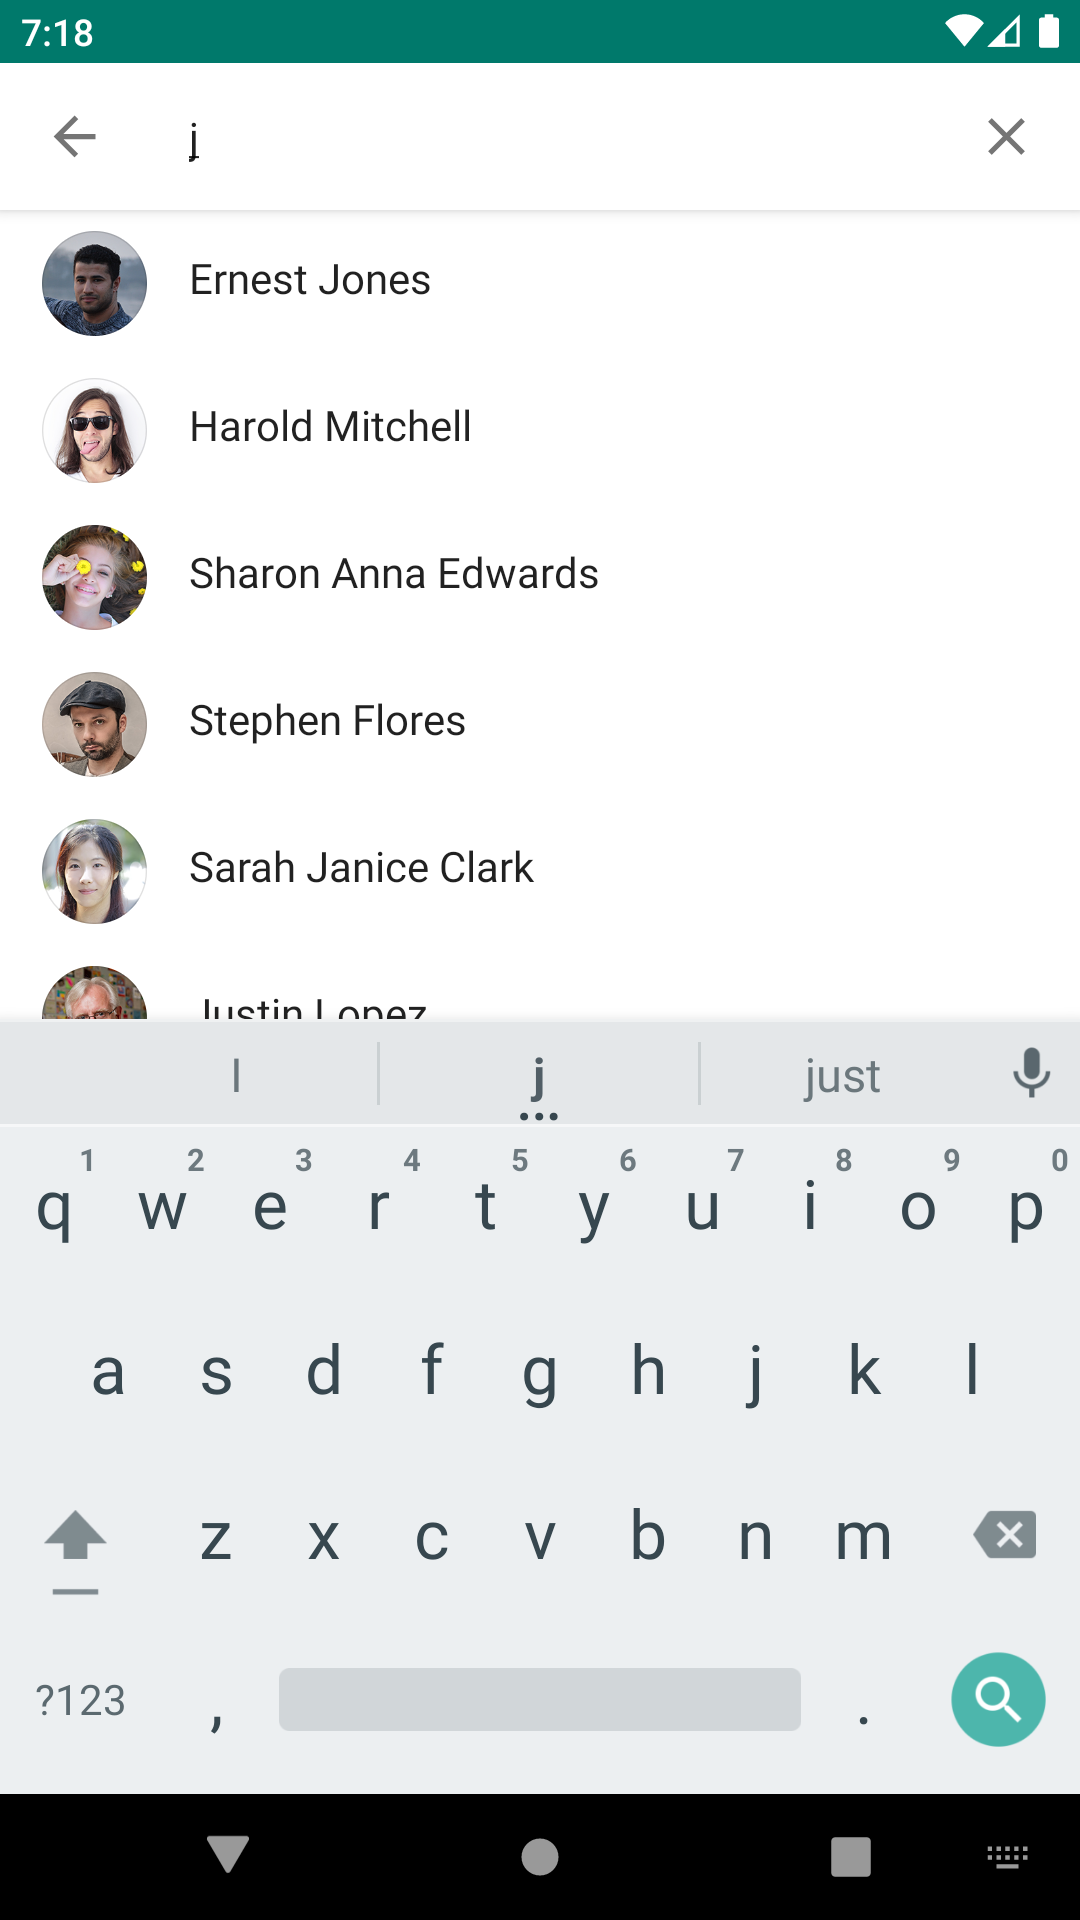 7:18
j
Ernest Jones
Harold Mitchell
Sharon Anna Edwards
Stephen Flores
Sarah Janice Clark
Justin Lopez
I j just
1 2 3 4 5 6 7 8 9 0
q w e r t y u i o p
a s d f g h j k l
z x c v b n m
?123 , .